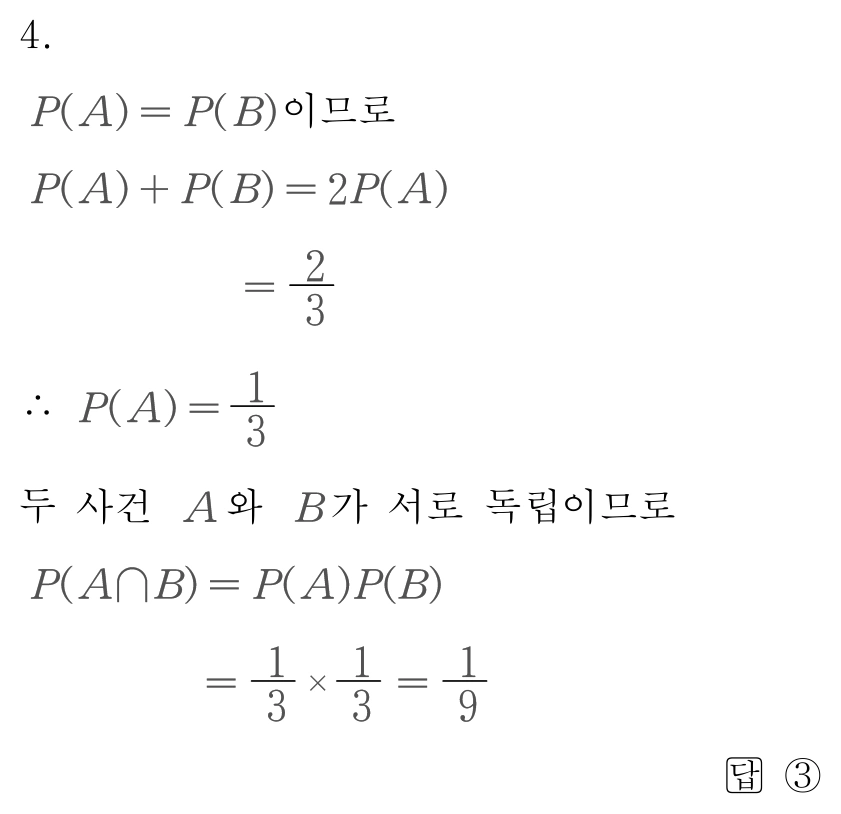 4.
P(A) = P(B)이므로
P(A) + P(B) = 2P(A)
= 2/3
∴ P(A) = 1/3
두 사건 A와 B가 서로 독립이므로
P(A∩B) = P(A)P(B)
= 1/3 × 1/3 = 1/9
답 ③